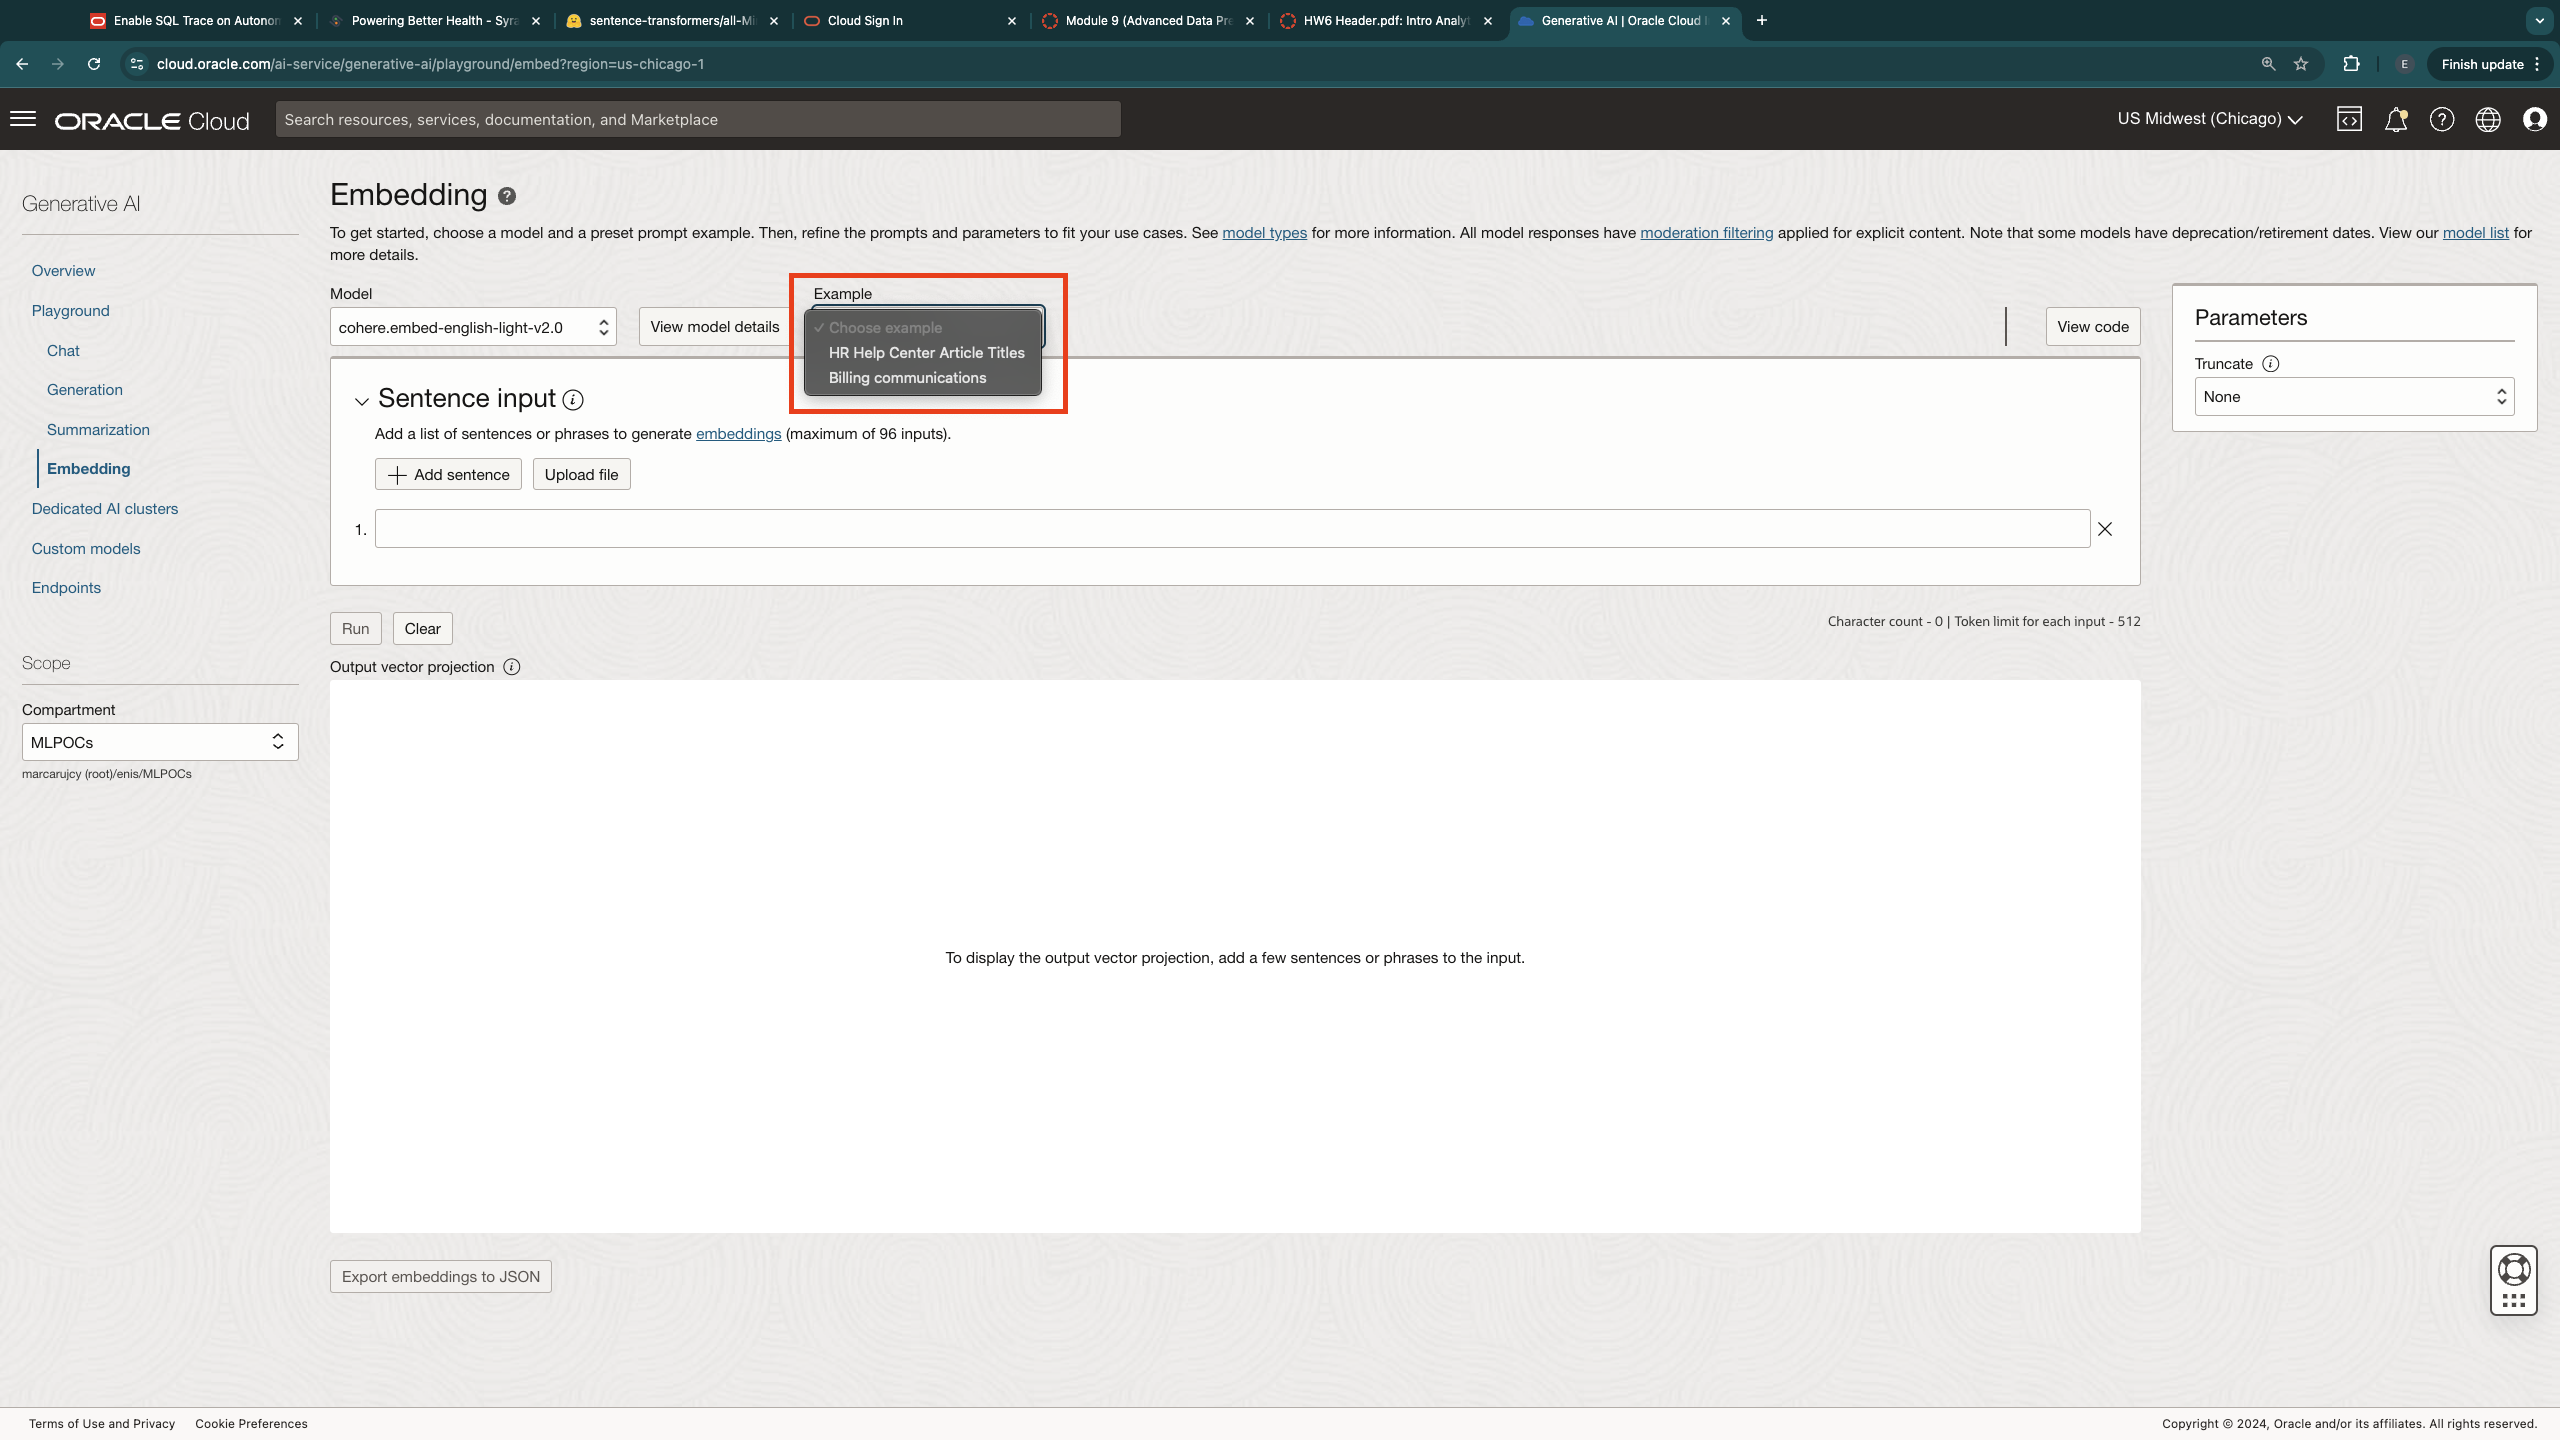 Enable SQL Trace on Autonom
Powering Better Health - Syra
sentence-transformers/all-Mi
Cloud Sign In
Module 9 (Advanced Data Pre
HW6 Header.pdf: Intro Analyt
Generative AI | Oracle Cloud I
cloud.oracle.com/ai-service/generative-ai/playground/embed?region=us-chicago-1
E
Finish update
ORACLE Cloud
Search resources, services, documentation, and Marketplace
US Midwest (Chicago)
Generative AI
Overview
Playground
Chat
Generation
Summarization
Embedding
Dedicated AI clusters
Custom models
Endpoints
Scope
Compartment
MLPOCs
marcarujcy (root)/enis/MLPOCs
Embedding
To get started, choose a model and a preset prompt example. Then, refine the prompts and parameters to fit your use cases. See model types for more information. All model responses have moderation filtering applied for explicit content. Note that some models have deprecation/retirement dates. View our model list for
more details.
Model
cohere.embed-english-light-v2.0
View model details
Example
✓ Choose example
HR Help Center Article Titles
Billing communications
View code
Sentence input
Add a list of sentences or phrases to generate embeddings (maximum of 96 inputs).
Add sentence
Upload file
1.
Run
Clear
Character count - 0 | Token limit for each input - 512
Output vector projection
To display the output vector projection, add a few sentences or phrases to the input.
Export embeddings to JSON
Parameters
Truncate
None
Terms of Use and Privacy
Cookie Preferences
Copyright © 2024, Oracle and/or its affiliates. All rights reserved.